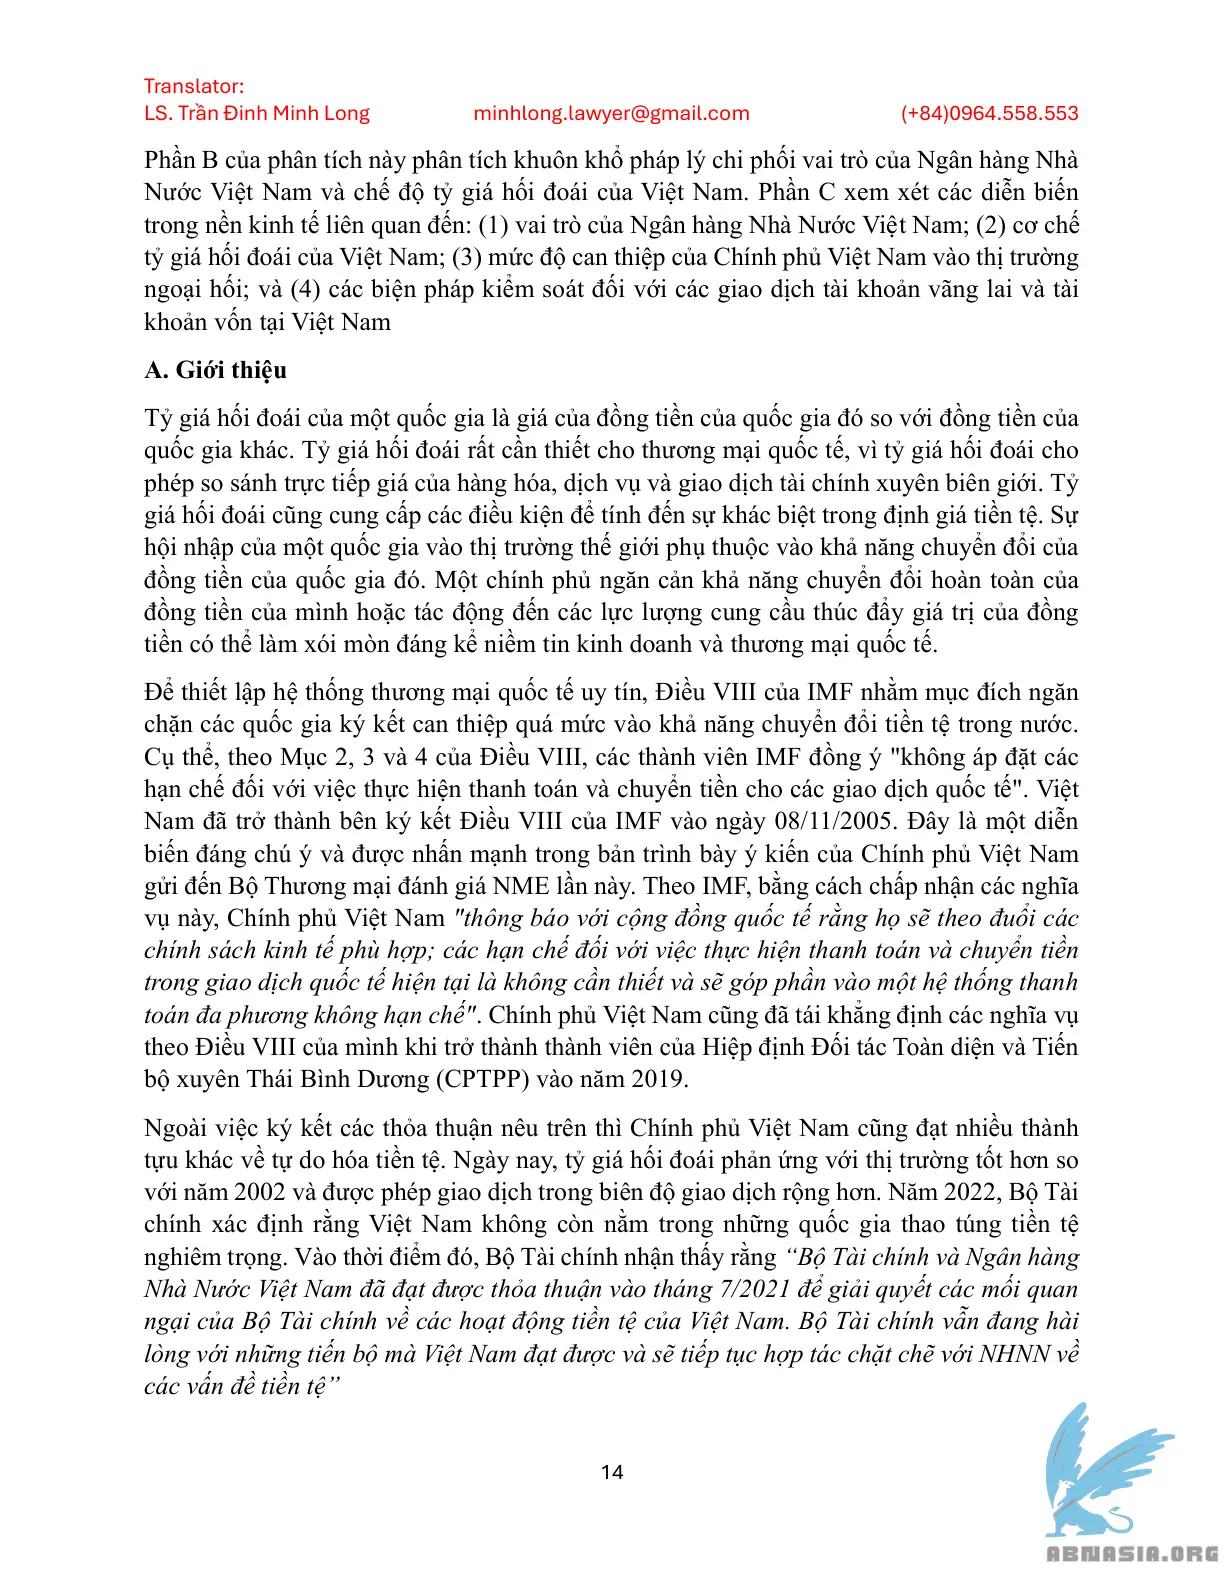 Translator:
LS. Trần Đinh Minh Long minhlong.lawyer@gmail.com (+84)0964.558.553
Phần B của phân tích này phân tích khuôn khổ pháp lý chi phối vai trò của Ngân hàng Nhà
Nước Việt Nam và chế độ tỷ giá hối đoái của Việt Nam. Phần C xem xét các diễn biến
trong nền kinh tế liên quan đến: (1) vai trò của Ngân hàng Nhà Nước Việt Nam; (2) cơ chế
tỷ giá hối đoái của Việt Nam; (3) mức độ can thiệp của Chính phủ Việt Nam vào thị trường
ngoại hối; và (4) các biện pháp kiểm soát đối với các giao dịch tài khoản vãng lai và tài
khoản vốn tại Việt Nam
A. Giới thiệu
Tỷ giá hối đoái của một quốc gia là giá của đồng tiền của quốc gia đó so với đồng tiền của
quốc gia khác. Tỷ giá hối đoái rất cần thiết cho thương mại quốc tế, vì tỷ giá hối đoái cho
phép so sánh trực tiếp giá của hàng hóa, dịch vụ và giao dịch tài chính xuyên biên giới. Tỷ
giá hối đoái cũng cung cấp các điều kiện để tính đến sự khác biệt trong định giá tiền tệ. Sự
hội nhập của một quốc gia vào thị trường thế giới phụ thuộc vào khả năng chuyển đổi của
đồng tiền của quốc gia đó. Một chính phủ ngăn cản khả năng chuyển đổi hoàn toàn của
đồng tiền của mình hoặc tác động đến các lực lượng cung cầu thúc đẩy giá trị của đồng
tiền có thể làm xói mòn đáng kể niềm tin kinh doanh và thương mại quốc tế.
Để thiết lập hệ thống thương mại quốc tế uy tín, Điều VIII của IMF nhằm mục đích ngăn
chặn các quốc gia ký kết can thiệp quá mức vào khả năng chuyển đổi tiền tệ trong nước.
Cụ thể, theo Mục 2, 3 và 4 của Điều VIII, các thành viên IMF đồng ý "không áp đặt các
hạn chế đối với việc thực hiện thanh toán và chuyển tiền cho các giao dịch quốc tế". Việt
Nam đã trở thành bên ký kết Điều VIII của IMF vào ngày 08/11/2005. Đây là một diễn
biến đáng chú ý và được nhấn mạnh trong bản trình bày ý kiến của Chính phủ Việt Nam
gửi đến Bộ Thương mại đánh giá NME lần này. Theo IMF, bằng cách chấp nhận các nghĩa
vụ này, Chính phủ Việt Nam "thông báo với cộng đồng quốc tế rằng họ sẽ theo đuổi các
chính sách kinh tế phù hợp; các hạn chế đối với việc thực hiện thanh toán và chuyển tiền
trong giao dịch quốc tế hiện tại là không cần thiết và sẽ góp phần vào một hệ thống thanh
toán đa phương không hạn chế". Chính phủ Việt Nam cũng đã tái khẳng định các nghĩa vụ
theo Điều VIII của mình khi trở thành thành viên của Hiệp định Đối tác Toàn diện và Tiến
bộ xuyên Thái Bình Dương (CPTPP) vào năm 2019.
Ngoài việc ký kết các thỏa thuận nêu trên thì Chính phủ Việt Nam cũng đạt nhiều thành
tựu khác về tự do hóa tiền tệ. Ngày nay, tỷ giá hối đoái phản ứng với thị trường tốt hơn so
với năm 2002 và được phép giao dịch trong biên độ giao dịch rộng hơn. Năm 2022, Bộ Tài
chính xác định rằng Việt Nam không còn nằm trong những quốc gia thao túng tiền tệ
nghiêm trọng. Vào thời điểm đó, Bộ Tài chính nhận thấy rằng “Bộ Tài chính và Ngân hàng
Nhà Nước Việt Nam đã đạt được thỏa thuận vào tháng 7/2021 để giải quyết các mối quan
ngại của Bộ Tài chính về các hoạt động tiền tệ của Việt Nam. Bộ Tài chính vẫn đang hài
lòng với những tiến bộ mà Việt Nam đạt được và sẽ tiếp tục hợp tác chặt chẽ với NHNN về
các vấn đề tiền tệ”
14
ABNASIA.ORG